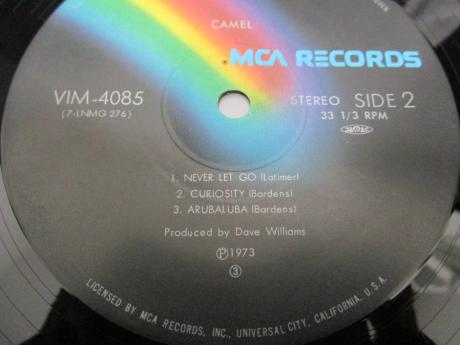 CAMEL
MCA RECORDS
VIM-4085
(7-LNMG 276)
STEREO SIDE 2
33 1/3 RPM
1. NEVER LET GO (Latimer)
2. CURIOSITY (Bardens)
3. ARUBALUBA (Bardens)
Produced by Dave Williams
Ⓟ1973
③
LICENSED BY MCA RECORDS, INC., UNIVERSAL CITY, CALIFORNIA, U.S.A.